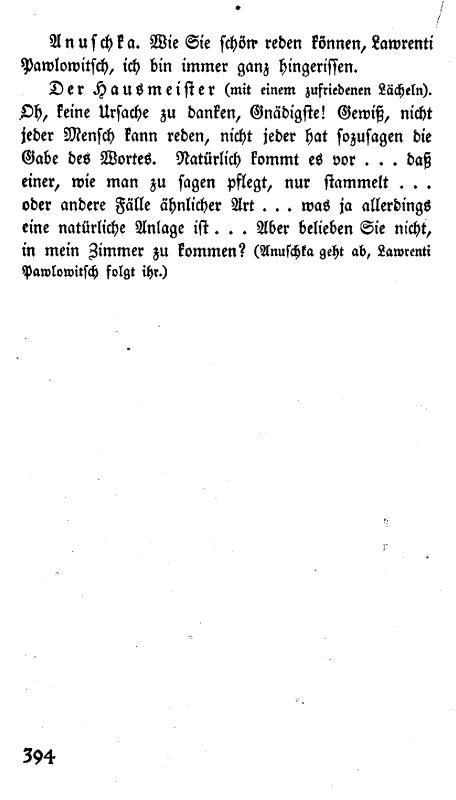 Anuschka. Wie Sie schön reden können, Lawrenti
Pawlowitsch, ich bin immer ganz hingerissen.
Der Hausmeister (mit einem zufriedenen Lächeln).
Oh, keine Ursache zu danken, Gnädigste! Gewiß, nicht
jeder Mensch kann reden, nicht jeder hat sozusagen die
Gabe des Wortes. Natürlich kommt es vor . . . daß
einer, wie man zu sagen pflegt, nur stammelt . . .
oder andere Fälle ähnlicher Art . . . was ja allerdings
eine natürliche Anlage ist . . . Aber belieben Sie nicht,
in mein Zimmer zu kommen? (Anuschka geht ab, Lawrenti
Pawlowitsch folgt ihr.)
394